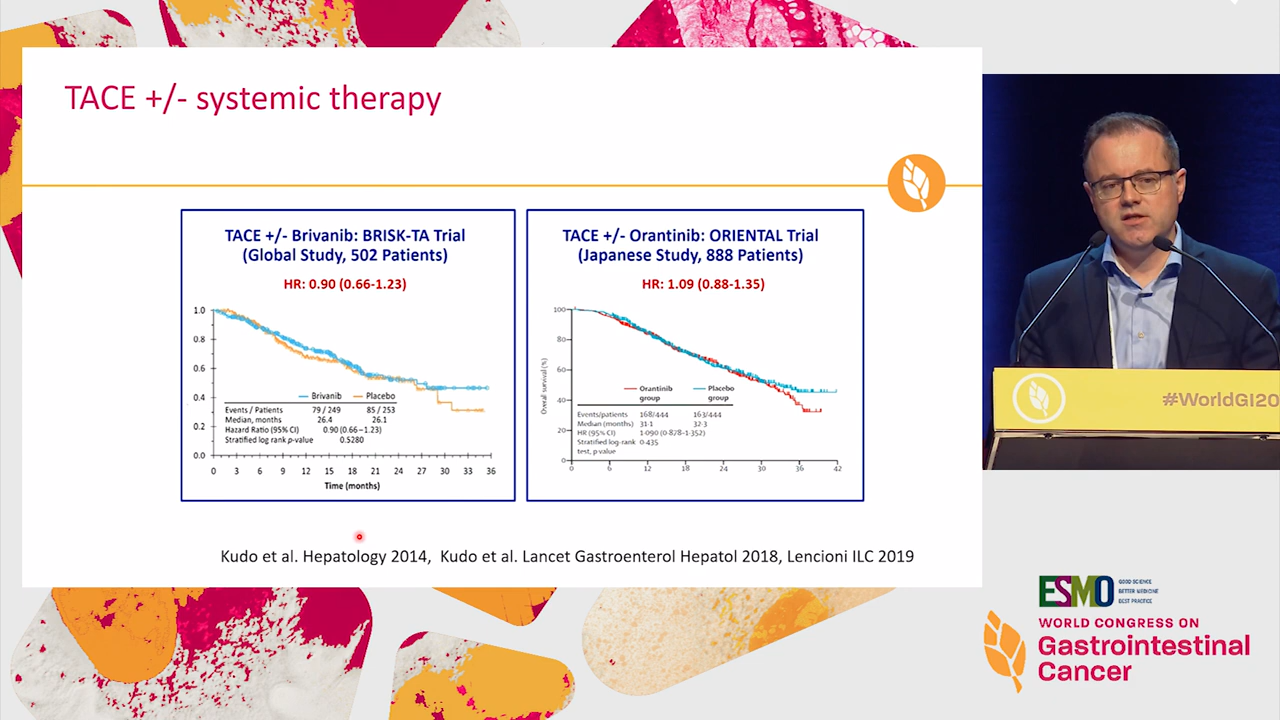 TACE +/- systemic therapy
TACE +/- Brivanib: BRISK-TA Trial
(Global Study, 502 Patients)
HR: 0.90 (0.66-1.23)
1.0
0.8
0.6
0.4
0.2
0.0
Brivanib Placebo
Events / Patients 79 / 249 85 / 253
Median, months 26.4 26.1
Hazard Ratio (95% CI) 0.90 (0.66–1.23)
Stratified log rank p-value 0.5280
0 3 6 9 12 15 18 21 24 27 30 33 36
Time (months)
TACE +/- Orantinib: ORIENTAL Trial
(Japanese Study, 888 Patients)
HR: 1.09 (0.88-1.35)
Overall survival (%)
100
80
60
40
20
0
Orantinib group Placebo group
Events/patients 168/444 163/444
Median (months) 31·1 32·3
HR (95% CI) 1·090 (0·878–1·352)
Stratified log-rank 0·435
test, p value
0 6 12 18 24 30 36 42
Kudo et al. Hepatology 2014, Kudo et al. Lancet Gastroenterol Hepatol 2018, Lencioni ILC 2019
#WorldGI20
ESMO
GOOD SCIENCE
BETTER MEDICINE
BEST PRACTICE
WORLD CONGRESS ON
Gastrointestinal
Cancer